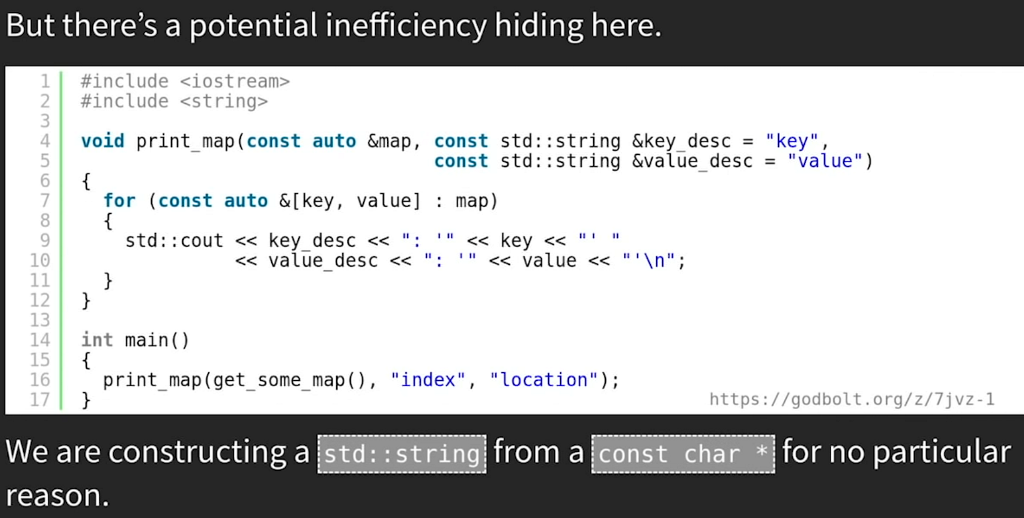 But there’s a potential inefficiency hiding here.
1 #include <iostream>
2 #include <string>
3
4 void print_map(const auto &map, const std::string &key_desc = "key",
5                                 const std::string &value_desc = "value")
6 {
7   for (const auto &[key, value] : map)
8   {
9     std::cout << key_desc << ": '" << key << "' "
10               << value_desc << ": '" << value << "'\n";
11   }
12 }
13
14 int main()
15 {
16   print_map(get_some_map(), "index", "location");
17 }
https://godbolt.org/z/7jvz-1
We are constructing a std::string from a const char * for no particular
reason.